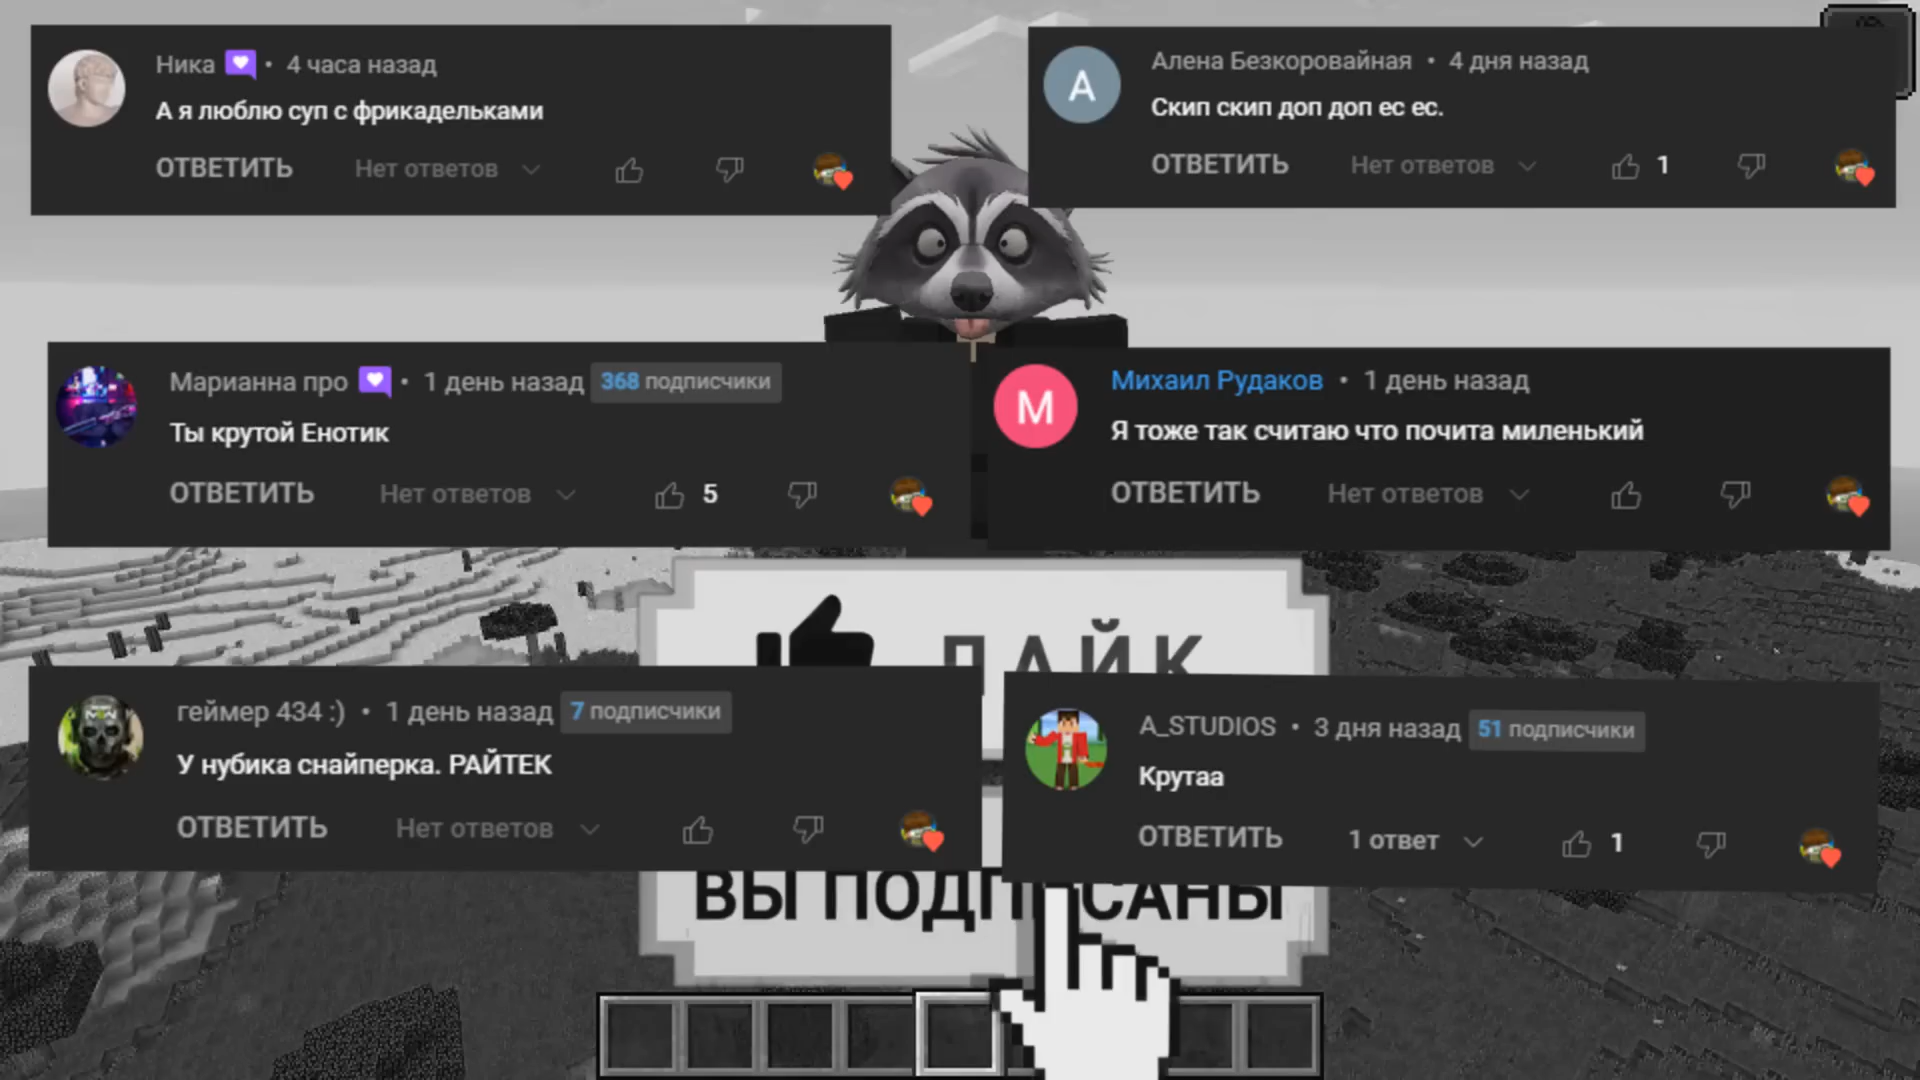 Ника • 4 часа назад
А я люблю суп с фрикадельками
ОТВЕТИТЬ Нет ответов
А
Алена Безкоровайная • 4 дня назад
Скип скип доп доп ес ес.
ОТВЕТИТЬ Нет ответов 1
Марианна про • 1 день назад 368 подписчики
Ты крутой Енотик
ОТВЕТИТЬ Нет ответов 5
М
Михаил Рудаков • 1 день назад
Я тоже так считаю что почита миленький
ОТВЕТИТЬ Нет ответов
ЛАЙК
геймер 434 :) • 1 день назад 7 подписчики
У нубика снайперка. РАЙТЕК
ОТВЕТИТЬ Нет ответов
A_STUDIOS • 3 дня назад 51 подписчики
Крутаа
ОТВЕТИТЬ 1 ответ 1
ВЫ ПОДПИСАНЫ